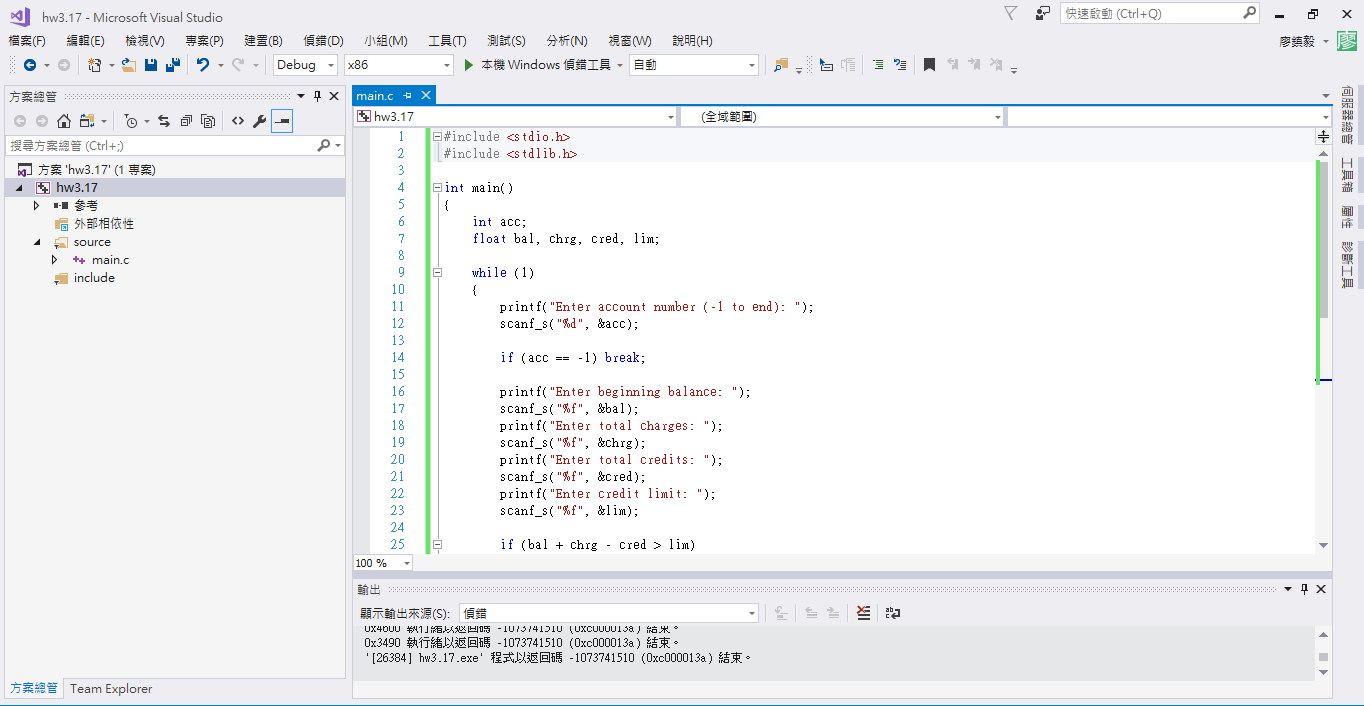 hw3.17 - Microsoft Visual Studio
快速啟動 (Ctrl+Q)
檔案(F) 編輯(E) 檢視(V) 專案(P) 建置(B) 偵錯(D) 小組(M) 工具(T) 測試(S) 分析(N) 視窗(W) 說明(H)
廖鎮毅 廖
Debug x86 本機 Windows 偵錯工具 自動
方案總管
搜尋方案總管 (Ctrl+;)
方案 'hw3.17' (1 專案)
hw3.17
參考
外部相依性
source
main.c
include
方案總管 Team Explorer
main.c
hw3.17 (全域範圍)
1 #include <stdio.h>
2 #include <stdlib.h>
3
4 int main()
5 {
6 int acc;
7 float bal, chrg, cred, lim;
8
9 while (1)
10 {
11 printf("Enter account number (-1 to end): ");
12 scanf_s("%d", &acc);
13
14 if (acc == -1) break;
15
16 printf("Enter beginning balance: ");
17 scanf_s("%f", &bal);
18 printf("Enter total charges: ");
19 scanf_s("%f", &chrg);
20 printf("Enter total credits: ");
21 scanf_s("%f", &cred);
22 printf("Enter credit limit: ");
23 scanf_s("%f", &lim);
24
25 if (bal + chrg - cred > lim)
100 %
輸出
顯示輸出來源(S): 偵錯
0x4600 執行緒以返回碼 -1073741510 (0xc000013a) 結束。
0x3490 執行緒以返回碼 -1073741510 (0xc000013a) 結束。
'[26384] hw3.17.exe' 程式以返回碼 -1073741510 (0xc000013a) 結束。
伺服器總管
工具箱
屬性
診斷工具